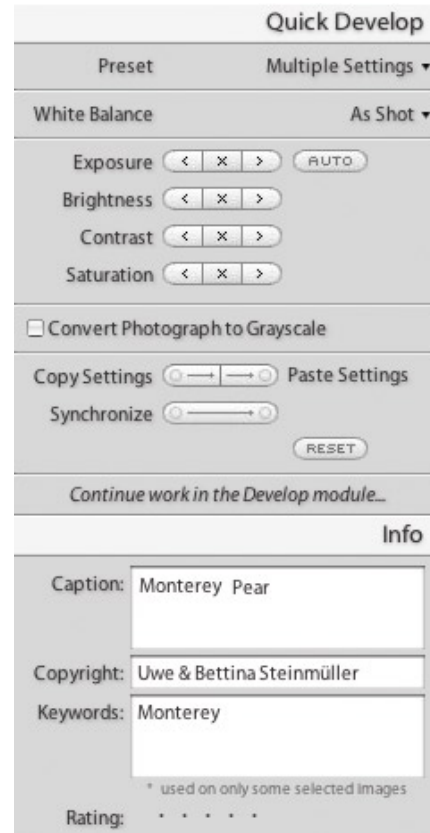 Quick Develop
Preset Multiple Settings
White Balance As Shot
Exposure < × > AUTO
Brightness < × >
Contrast < × >
Saturation < × >
Convert Photograph to Grayscale
Copy Settings Paste Settings
Synchronize
RESET
Continue work in the Develop module...
Info
Caption: Monterey Pear
Copyright: Uwe & Bettina Steinmüller
Keywords: Monterey
* used on only some selected images
Rating: · · · · ·